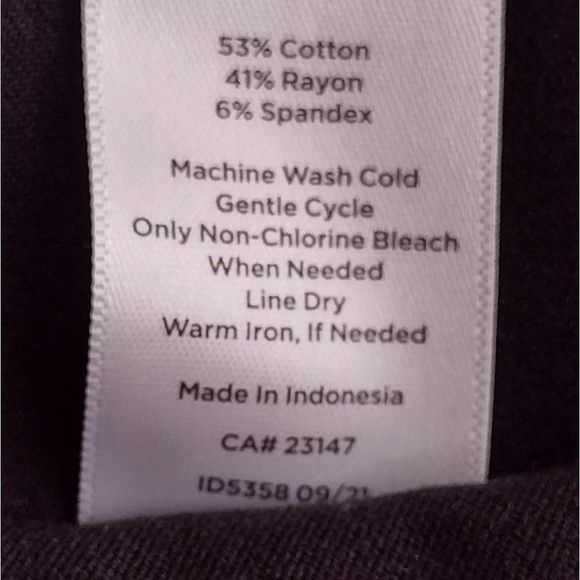 53% Cotton
41% Rayon
6% Spandex
Machine Wash Cold
Gentle Cycle
Only Non-Chlorine Bleach
When Needed
Line Dry
Warm Iron, If Needed
Made In Indonesia
CA# 23147
ID5358 09/21